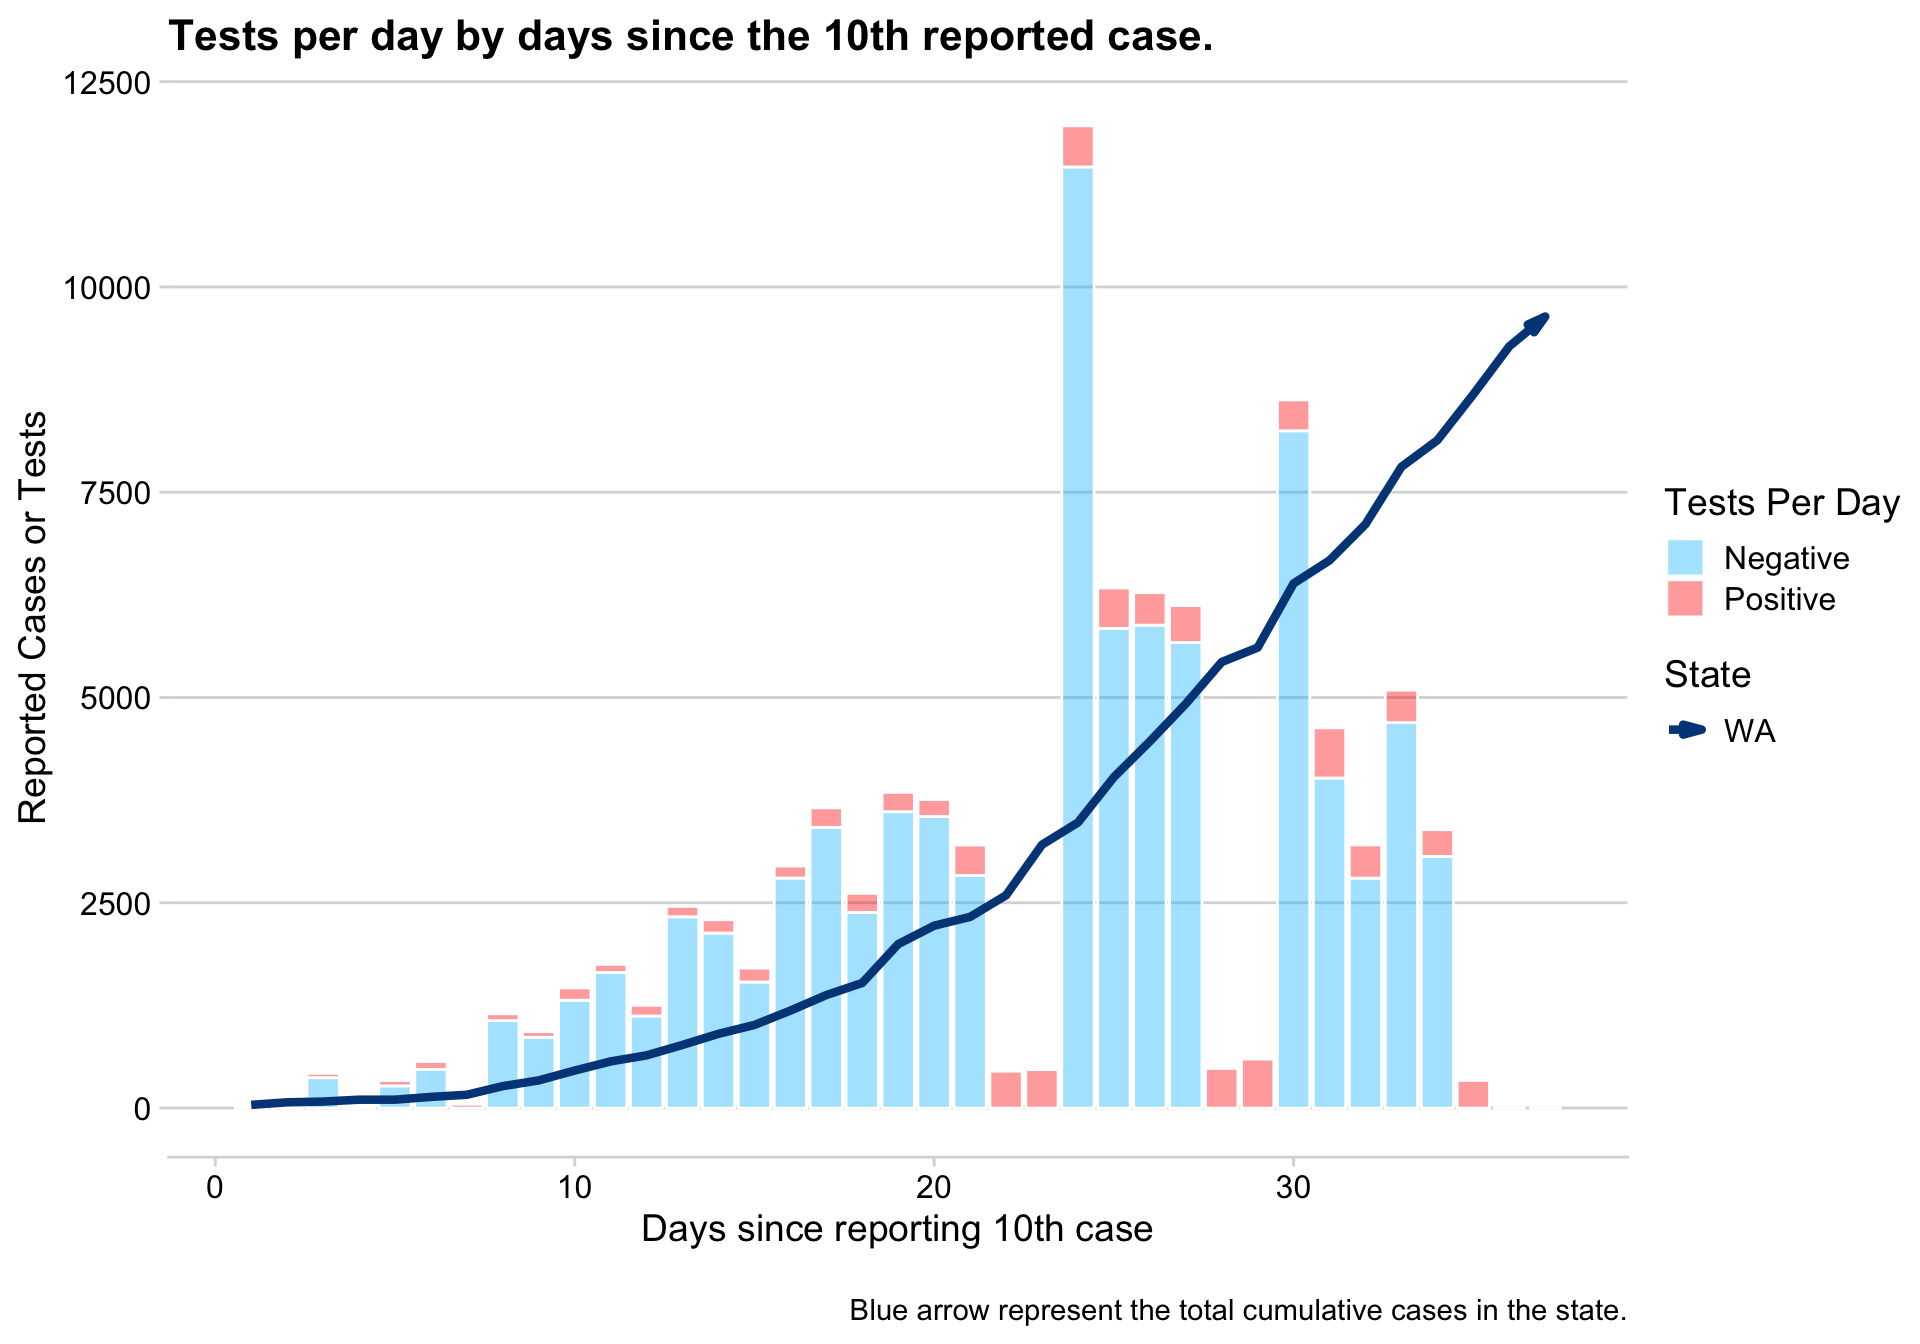 Tests per day by days since the 10th reported case.
12500
10000
7500
5000
2500
0
Reported Cases or Tests
0 10 20 30
Days since reporting 10th case
Tests Per Day
Negative
Positive
State
WA
Blue arrow represent the total cumulative cases in the state.